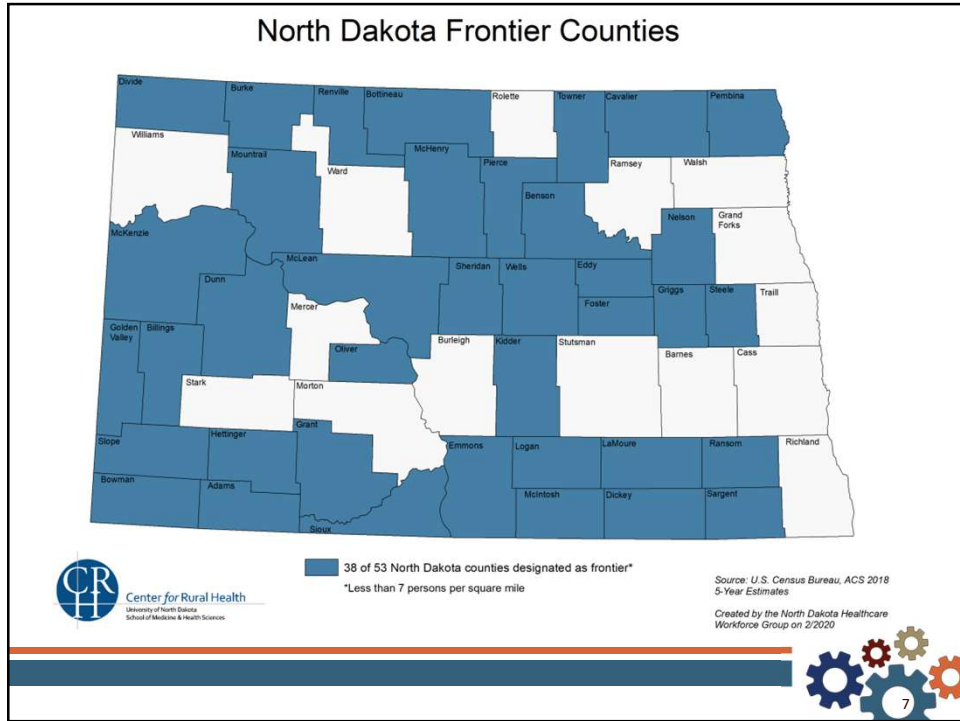 North Dakota Frontier Counties
Divide
Burke
Renville
Bottineau
Rolette
Towner
Cavalier
Pembina
Williams
Mountrail
Ward
McHenry
Pierce
Ramsey
Walsh
Benson
Nelson
Grand
Forks
McKenzie
McLean
Sheridan
Wells
Eddy
Dunn
Foster
Griggs
Steele
Traill
Mercer
Golden
Valley
Billings
Oliver
Burleigh
Kidder
Stutsman
Barnes
Cass
Stark
Morton
Grant
Slope
Hettinger
Emmons
Logan
LaMoure
Ransom
Richland
Bowman
Adams
McIntosh
Dickey
Sargent
Sioux
38 of 53 North Dakota counties designated as frontier*
*Less than 7 persons per square mile
CRH
Center for Rural Health
University of North Dakota
School of Medicine & Health Sciences
Source: U.S. Census Bureau, ACS 2018
5-Year Estimates
Created by the North Dakota Healthcare
Workforce Group on 2/2020
7